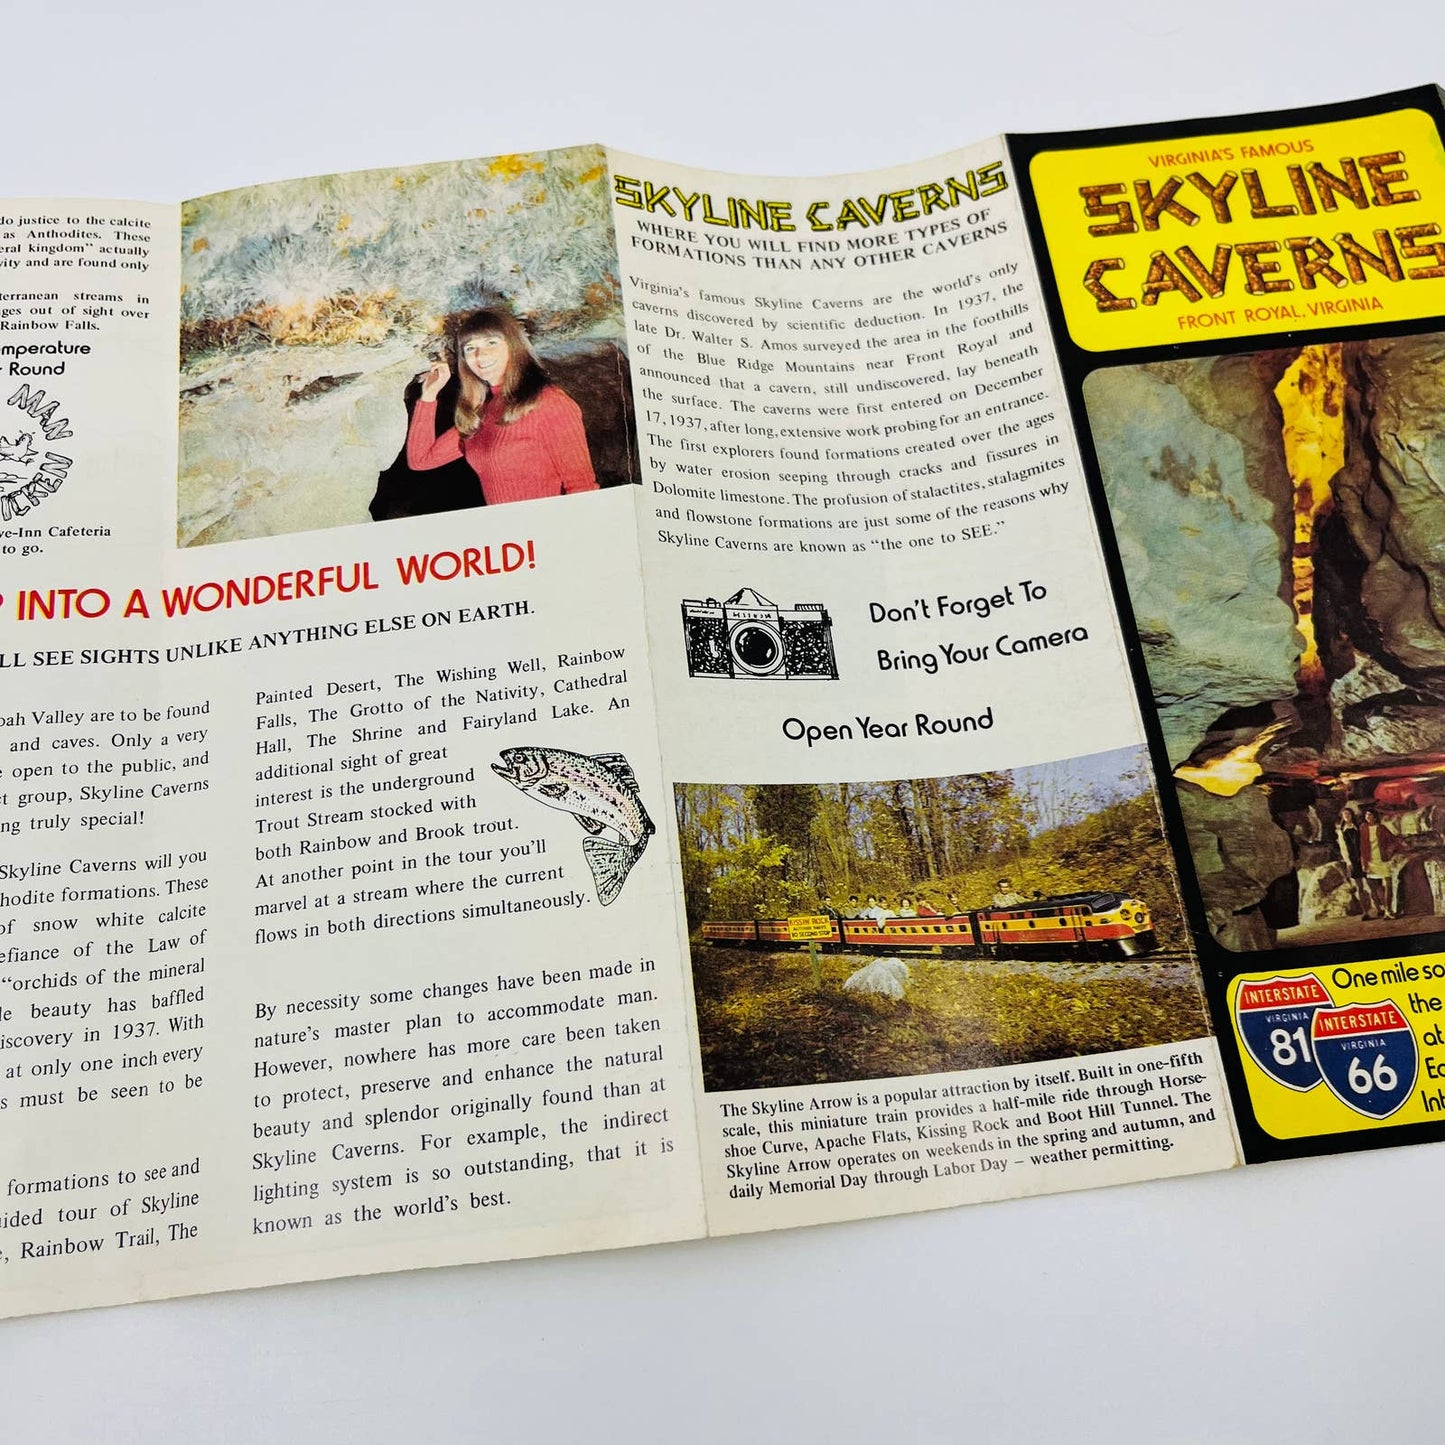 do justice to the calcite
as Anthodites. These
eral kingdom" actually
vity and are found only
terranean streams in
ges out of sight over
Rainbow Falls.
mperature
r Round
MAN
CKEN
ve-Inn Cafeteria
to go.
INTO A WONDERFUL WORLD!
LL SEE SIGHTS UNLIKE ANYTHING ELSE ON EARTH.
oah Valley are to be found
and caves. Only a very
e open to the public, and
ct group, Skyline Caverns
ng truly special!
Skyline Caverns will you
hodite formations. These
of snow white calcite
efiance of the Law of
"orchids of the mineral
le beauty has baffled
iscovery in 1937. With
at only one inch every
s must be seen to be
formations to see and
uided tour of Skyline
e, Rainbow Trail, The
Painted Desert, The Wishing Well, Rainbow
Falls, The Grotto of the Nativity, Cathedral
Hall, The Shrine and Fairyland Lake. An
additional sight of great
interest is the underground
Trout Stream stocked with
both Rainbow and Brook trout.
At another point in the tour you'll
marvel at a stream where the current
flows in both directions simultaneously.
By necessity some changes have been made in
nature's master plan to accommodate man.
However, nowhere has more care been taken
to protect, preserve and enhance the natural
beauty and splendor originally found than at
Skyline Caverns. For example, the indirect
lighting system is so outstanding, that it is
known as the world's best.
SKYLINE CAVERNS
WHERE YOU WILL FIND MORE TYPES OF
FORMATIONS THAN ANY OTHER CAVERNS
Virginia's famous Skyline Caverns are the world's only
caverns discovered by scientific deduction. In 1937, the
late Dr. Walter S. Amos surveyed the area in the foothills
of the Blue Ridge Mountains near Front Royal and
announced that a cavern, still undiscovered, lay beneath
the surface. The caverns were first entered on December
17, 1937, after long, extensive work probing for an entrance.
The first explorers found formations created over the ages
by water erosion seeping through cracks and fissures in
Dolomite limestone. The profusion of stalactites, stalagmites
and flowstone formations are just some of the reasons why
Skyline Caverns are known as "the one to SEE."
Don't Forget To
Bring Your Camera
Open Year Round
KISSIN' ROCK
10 SECOND STOP
The Skyline Arrow is a popular attraction by itself. Built in one-fifth
scale, this miniature train provides a half-mile ride through Horse-
shoe Curve, Apache Flats, Kissing Rock and Boot Hill Tunnel. The
Skyline Arrow operates on weekends in the spring and autumn, and
daily Memorial Day through Labor Day – weather permitting.
VIRGINIA'S FAMOUS
SKYLINE
CAVERNS
FRONT ROYAL, VIRGINIA
INTERSTATE
VIRGINIA
81
INTERSTATE
VIRGINIA
66
One mile so
the
at
Int